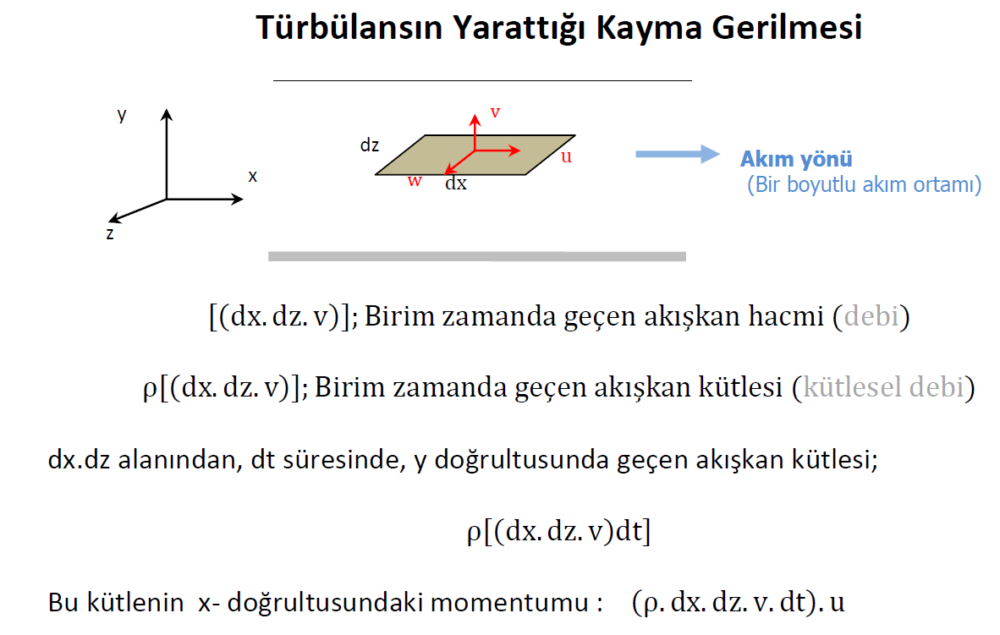 Türbülansın Yarattığı Kayma Gerilmesi
y
x
z
dz
v
u
w
dx
Akım yönü
(Bir boyutlu akım ortamı)
[(dx. dz. v)]; Birim zamanda geçen akışkan hacmi (debi)
ρ[(dx. dz. v)]; Birim zamanda geçen akışkan kütlesi (kütlesel debi)
dx.dz alanından, dt süresinde, y doğrultusunda geçen akışkan kütlesi;
ρ[(dx. dz. v)dt]
Bu kütlenin x- doğrultusundaki momentumu : (ρ. dx. dz. v. dt). u